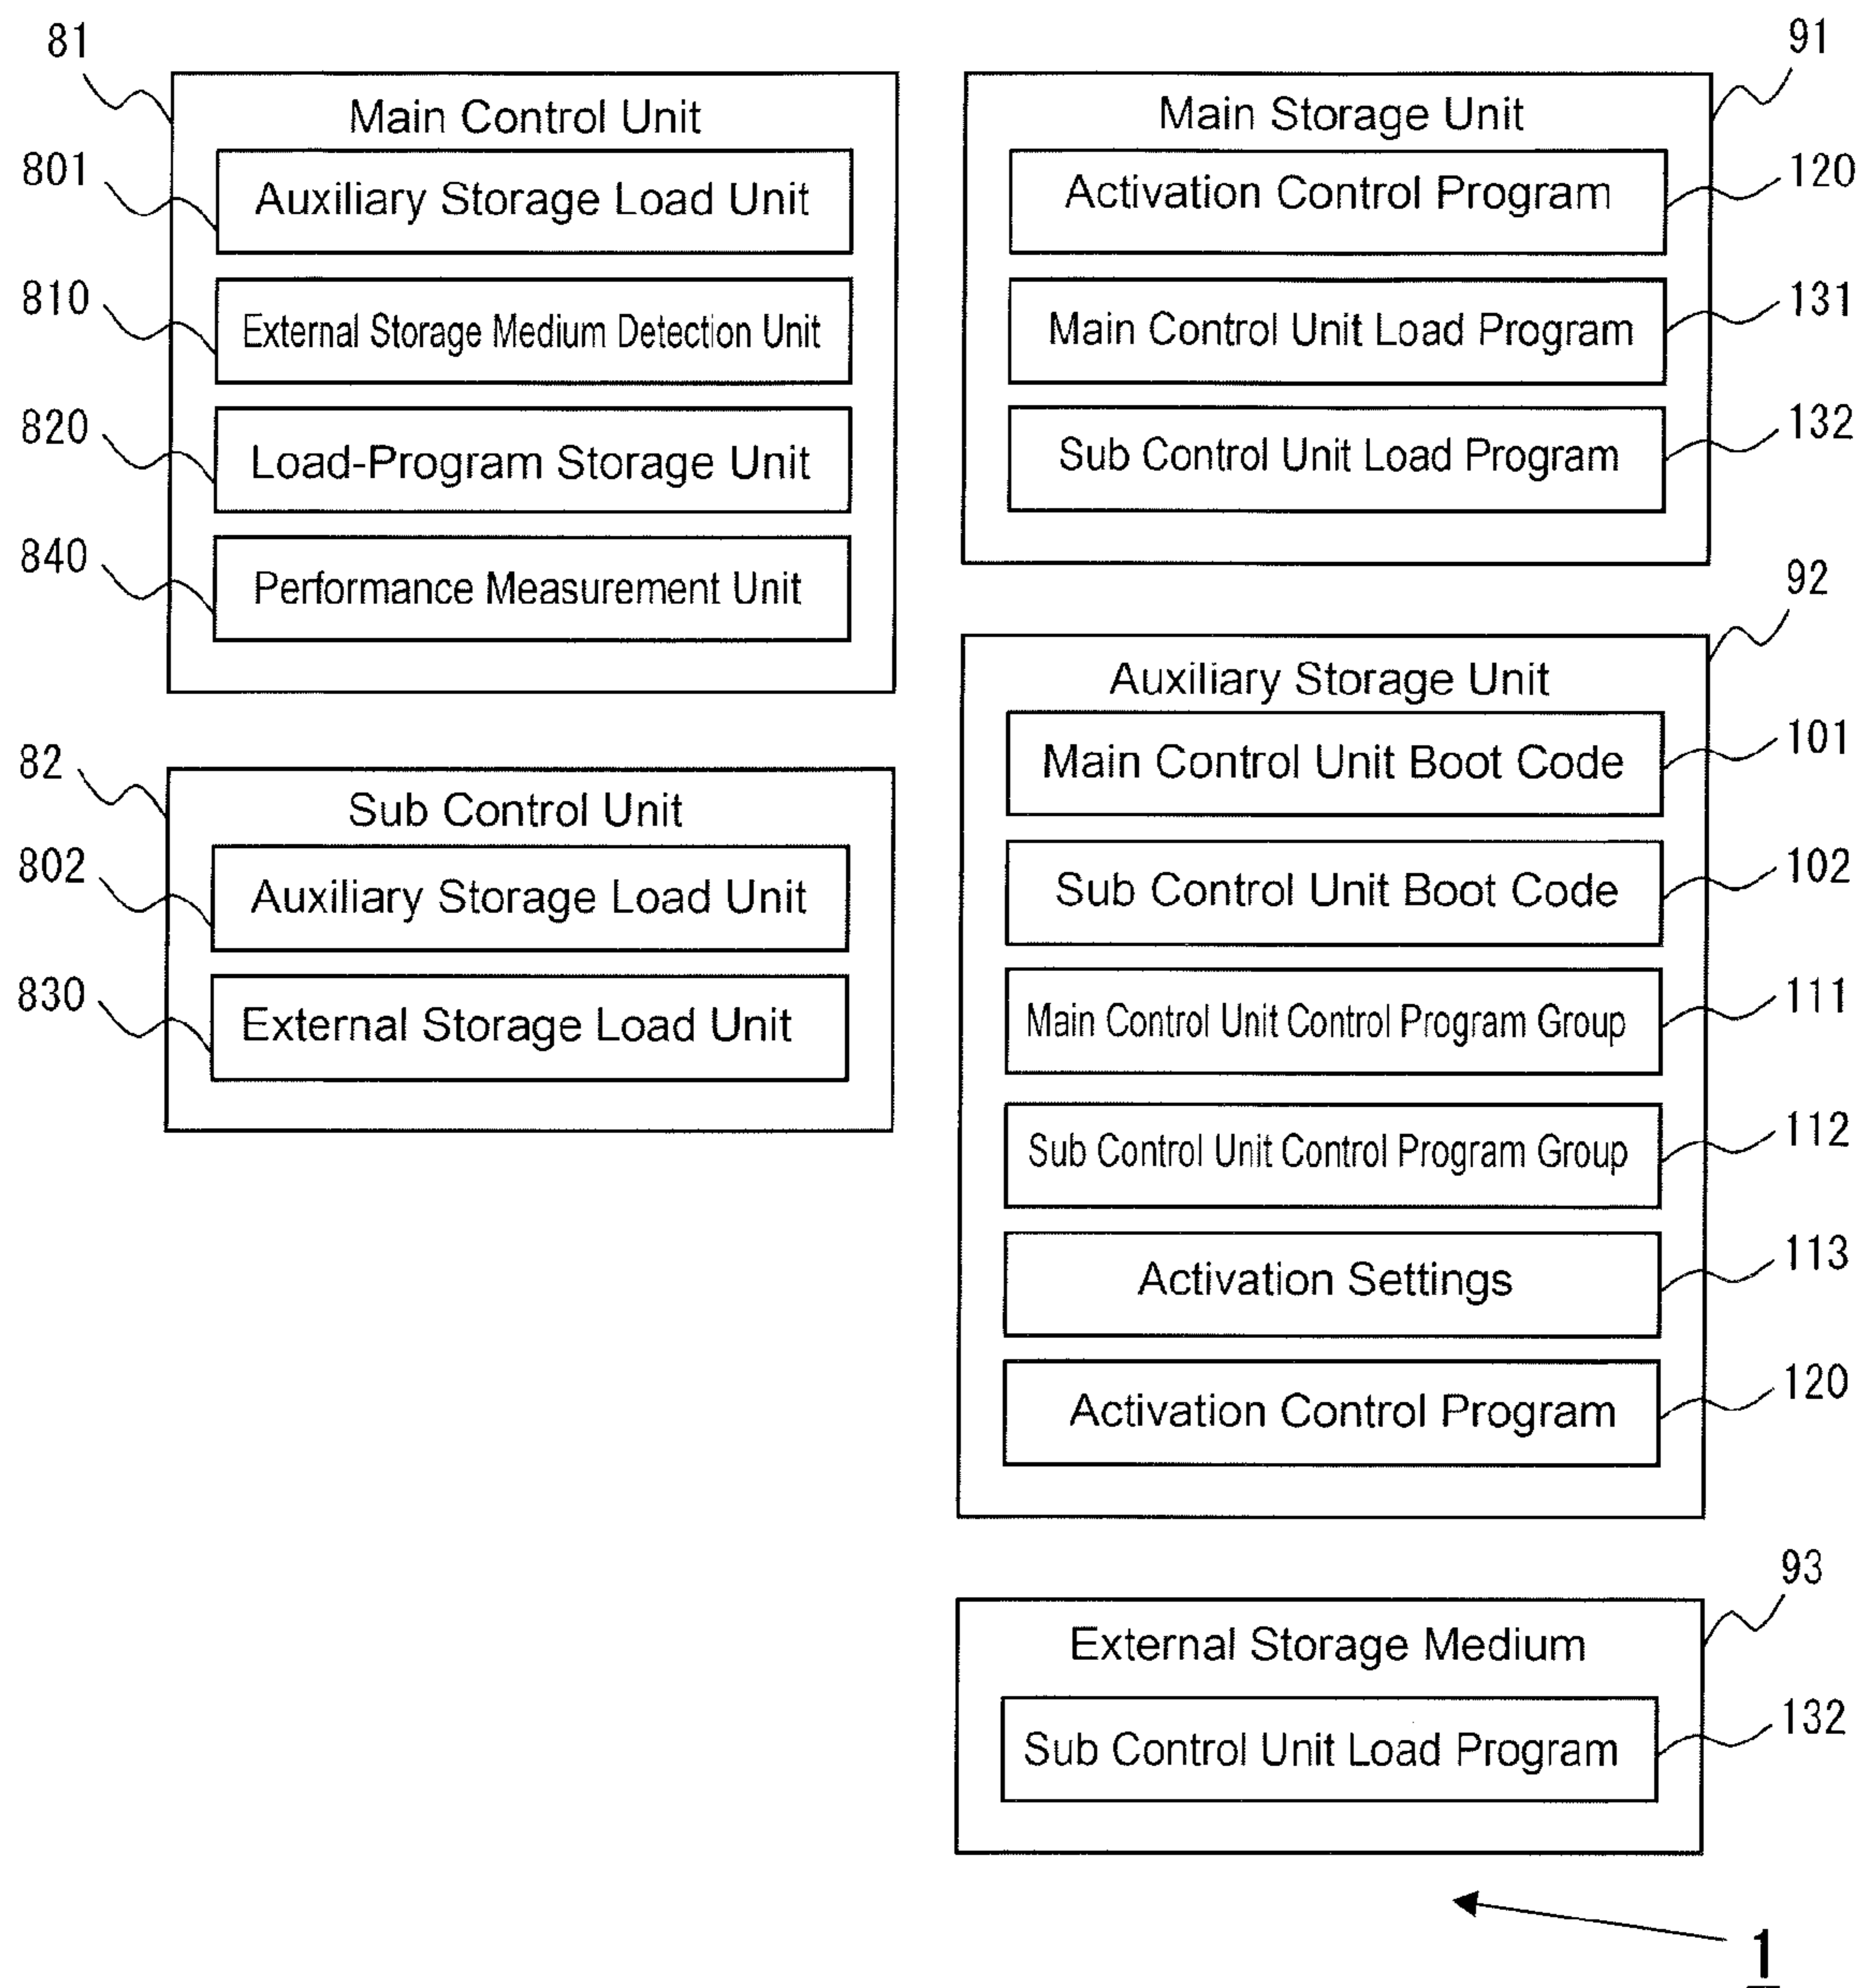 81
Main Control Unit
801
Auxiliary Storage Load Unit
810
External Storage Medium Detection Unit
820
Load-Program Storage Unit
840
Performance Measurement Unit
82
Sub Control Unit
802
Auxiliary Storage Load Unit
830
External Storage Load Unit
91
Main Storage Unit
Activation Control Program
120
Main Control Unit Load Program
131
Sub Control Unit Load Program
132
92
Auxiliary Storage Unit
Main Control Unit Boot Code
101
Sub Control Unit Boot Code
102
Main Control Unit Control Program Group
111
Sub Control Unit Control Program Group
112
Activation Settings
113
Activation Control Program
120
93
External Storage Medium
Sub Control Unit Load Program
132
1